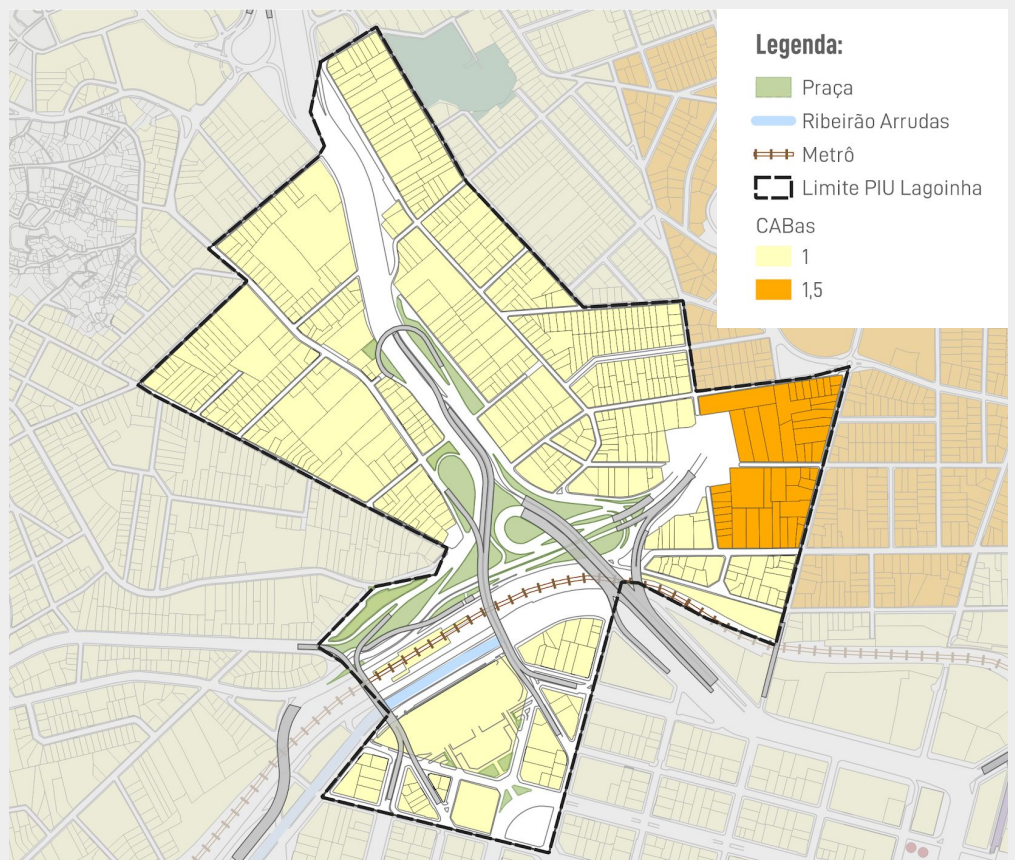 Legenda:
Praça
Ribeirão Arrudas
Metrô
Limite PIU Lagoinha
CABas
1
1,5